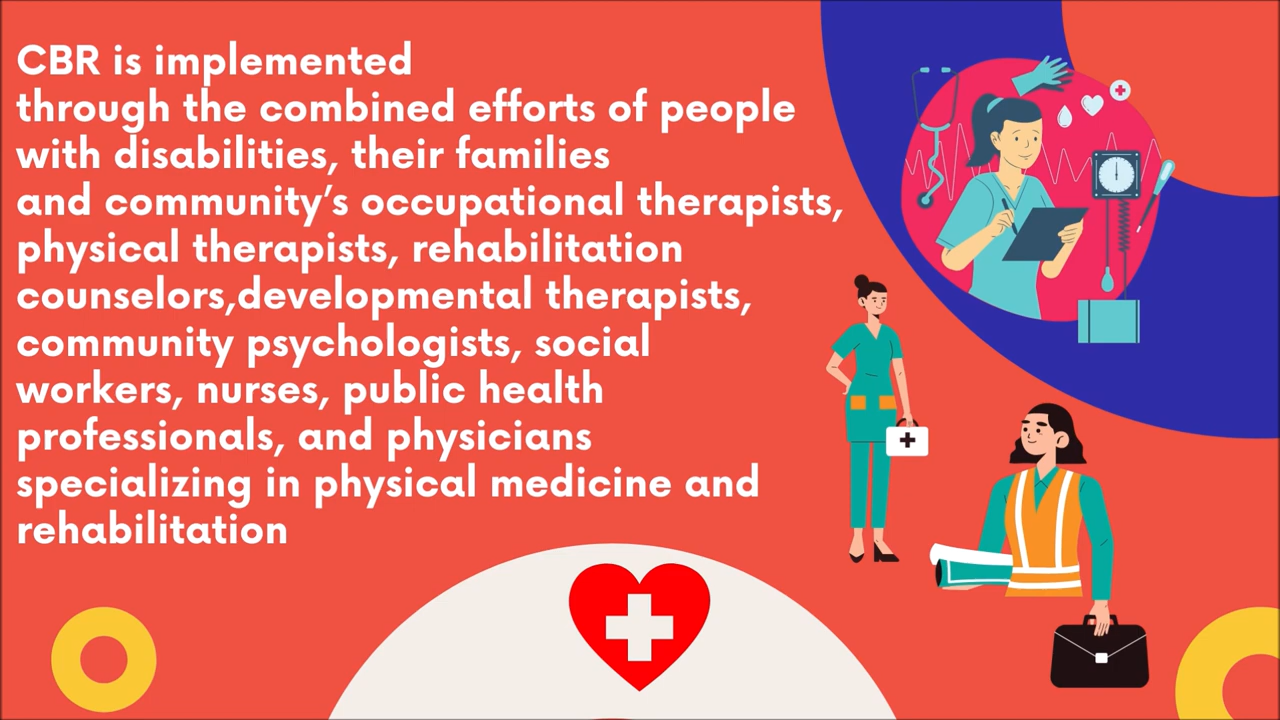 CBR is implemented
through the combined efforts of people
with disabilities, their families
and community’s occupational therapists,
physical therapists, rehabilitation
counselors,developmental therapists,
community psychologists, social
workers, nurses, public health
professionals, and physicians
specializing in physical medicine and
rehabilitation